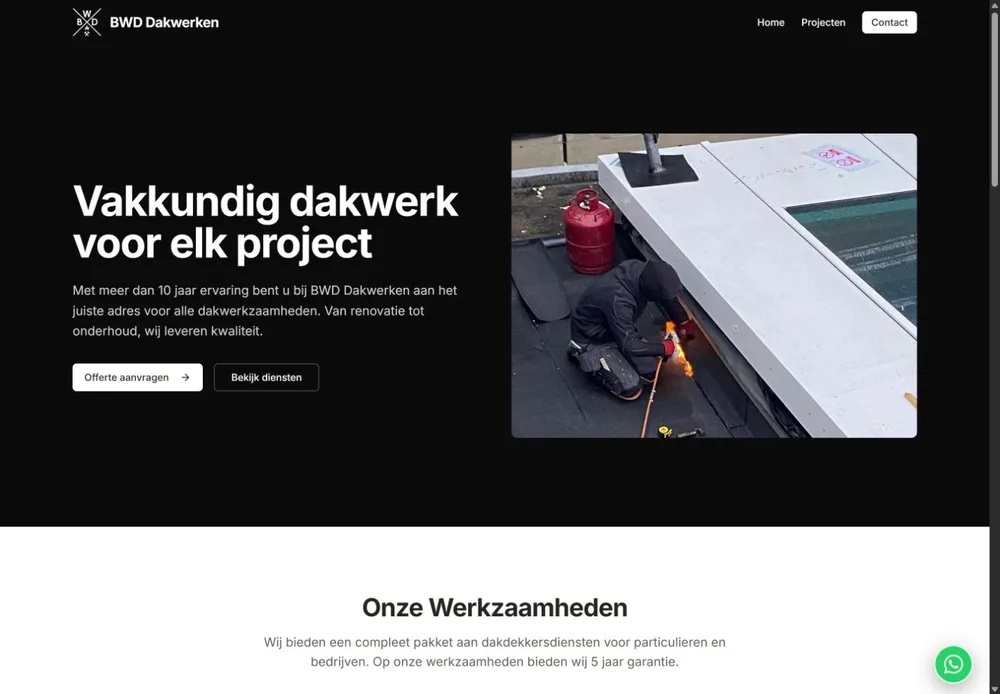 W
B D
BWD Dakwerken
Home
Projecten
Contact
Vakkundig dakwerk
voor elk project
Met meer dan 10 jaar ervaring bent u bij BWD Dakwerken aan het
juiste adres voor alle dakwerkzaamheden. Van renovatie tot
onderhoud, wij leveren kwaliteit.
Offerte aanvragen →
Bekijk diensten
Onze Werkzaamheden
Wij bieden een compleet pakket aan dakdekkersdiensten voor particulieren en
bedrijven. Op onze werkzaamheden bieden wij 5 jaar garantie.